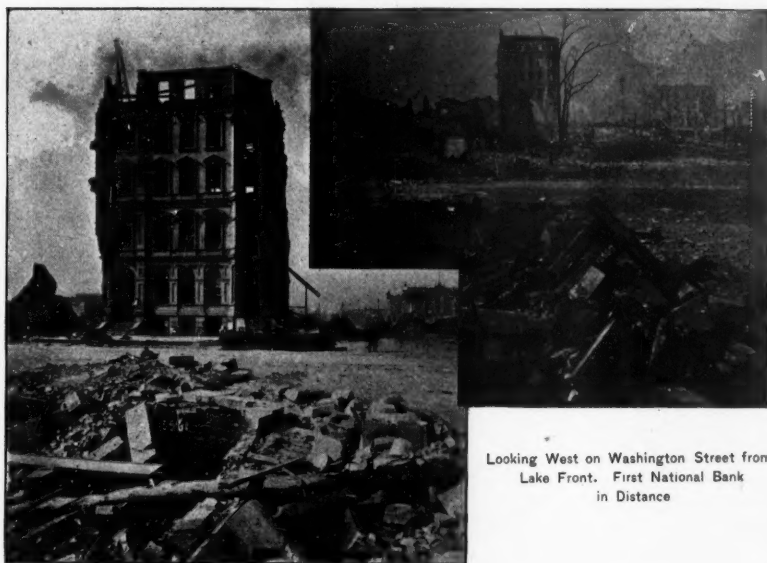 Looking West on Washington Street from
Lake Front. First National Bank
in Distance